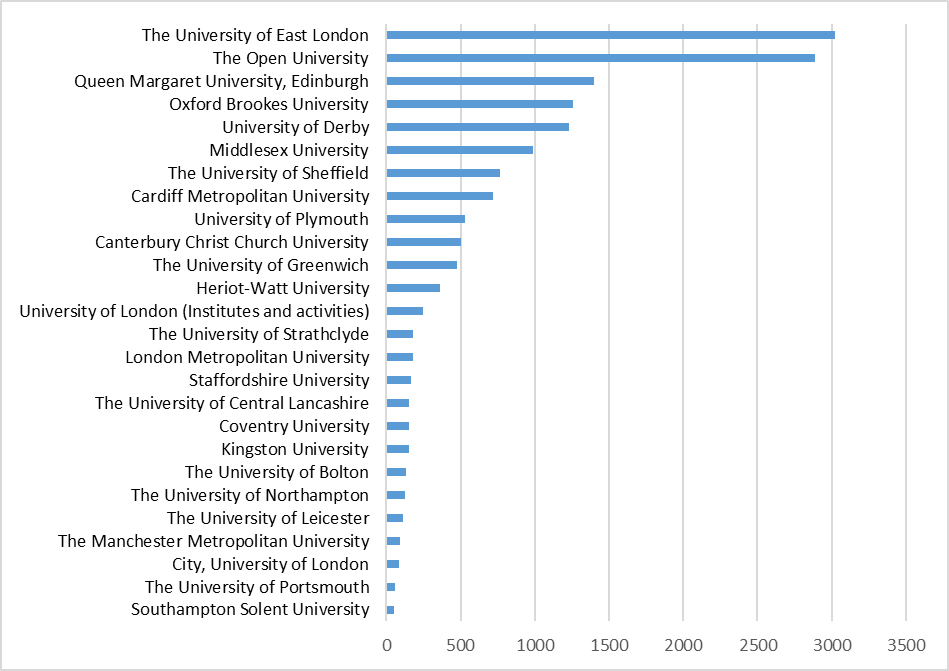 The University of East London
The Open University
Queen Margaret University, Edinburgh
Oxford Brookes University
University of Derby
Middlesex University
The University of Sheffield
Cardiff Metropolitan University
University of Plymouth
Canterbury Christ Church University
The University of Greenwich
Heriot-Watt University
University of London (Institutes and activities)
The University of Strathclyde
London Metropolitan University
Staffordshire University
The University of Central Lancashire
Coventry University
Kingston University
The University of Bolton
The University of Northampton
The University of Leicester
The Manchester Metropolitan University
City, University of London
The University of Portsmouth
Southampton Solent University
0 500 1000 1500 2000 2500 3000 3500